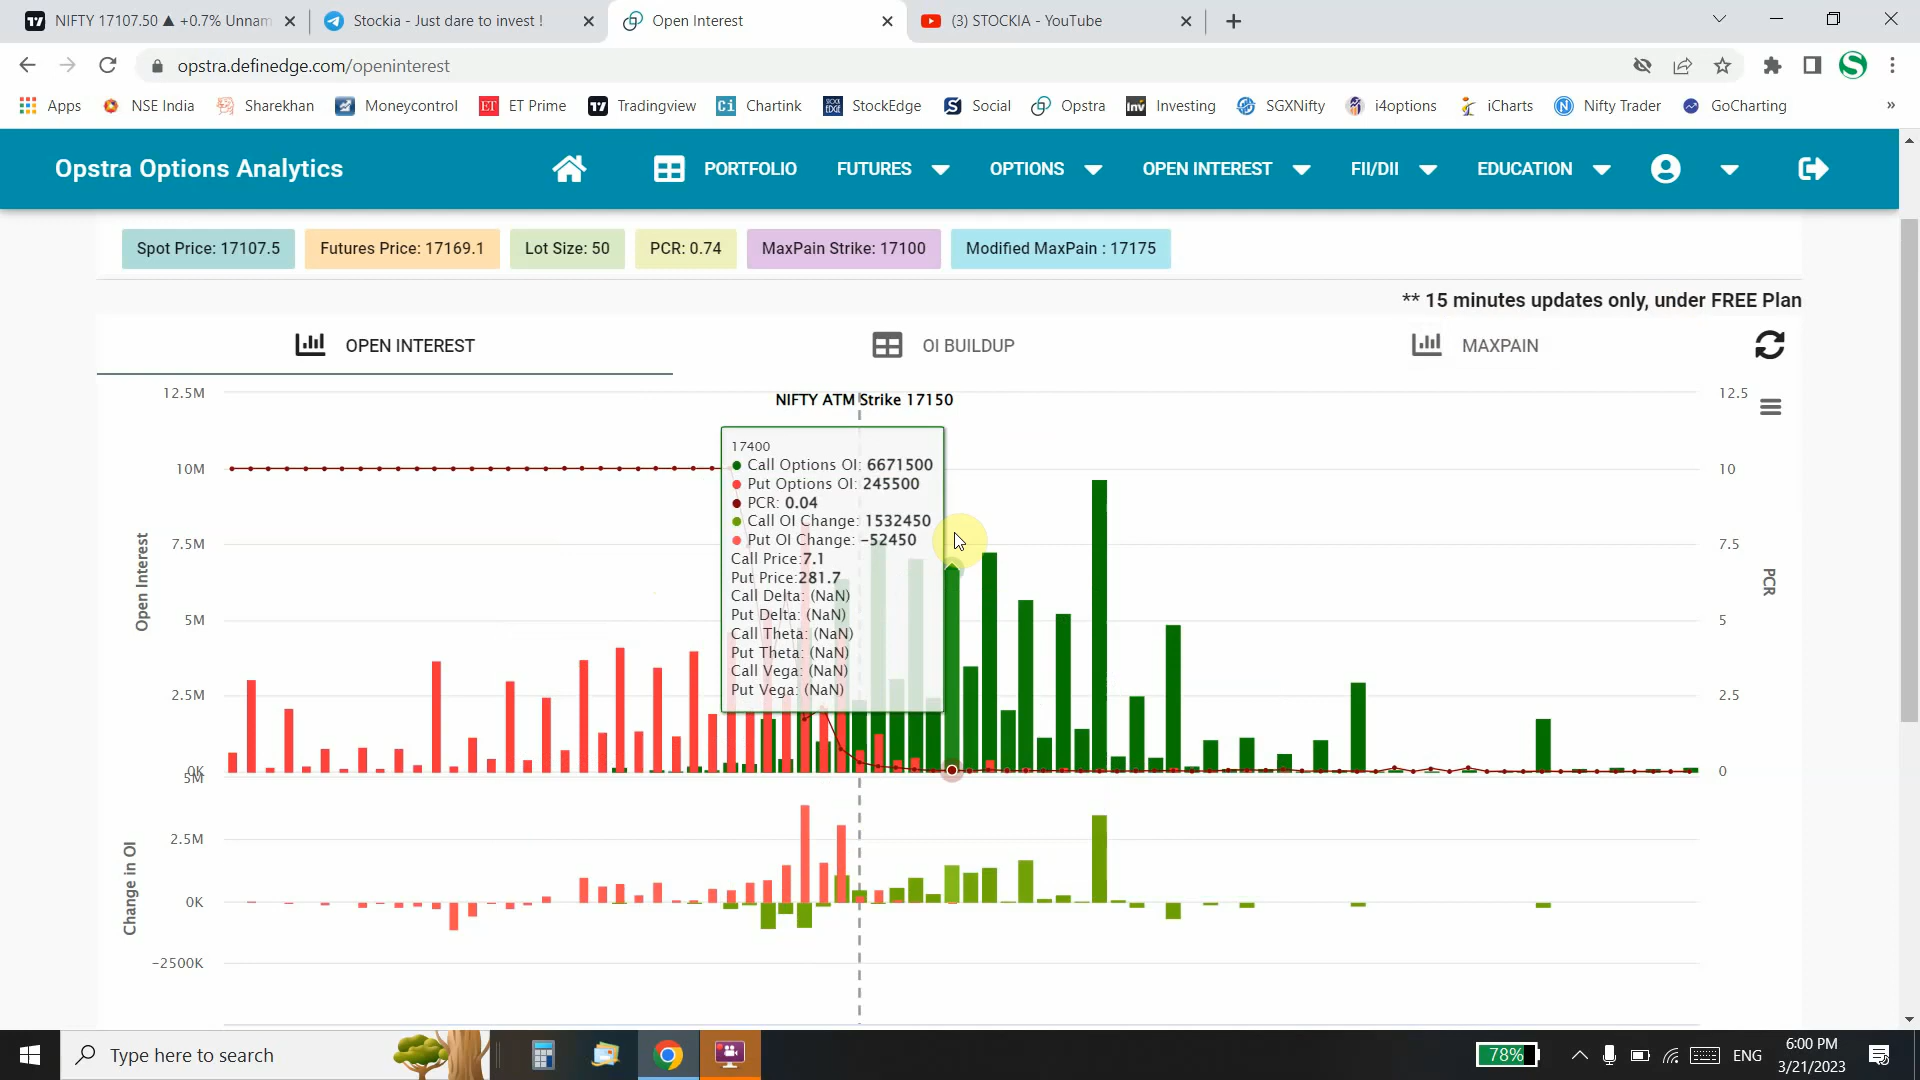 NIFTY 17107.50 ▲ +0.7% Unnam
Stockia - Just dare to invest !
Open Interest
(3) STOCKIA - YouTube
opstra.definedge.com/openinterest
Apps
NSE India
Sharekhan
Moneycontrol
ET Prime
Tradingview
Chartink
StockEdge
Social
Opstra
Investing
SGXNifty
i4options
iCharts
Nifty Trader
GoCharting
»
Opstra Options Analytics
PORTFOLIO
FUTURES
OPTIONS
OPEN INTEREST
FII/DII
EDUCATION
Spot Price: 17107.5
Futures Price: 17169.1
Lot Size: 50
PCR: 0.74
MaxPain Strike: 17100
Modified MaxPain : 17175
** 15 minutes updates only, under FREE Plan
OPEN INTEREST
OI BUILDUP
MAXPAIN
NIFTY ATM Strike 17150
12.5M
10M
7.5M
5M
2.5M
0K
Open Interest
12.5
10
7.5
5
2.5
0
PCR
17400
Call Options OI: 6671500
Put Options OI: 245500
PCR: 0.04
Call OI Change: 1532450
Put OI Change: -52450
Call Price:7.1
Put Price:281.7
Call Delta: (NaN)
Put Delta: (NaN)
Call Theta: (NaN)
Put Theta: (NaN)
Call Vega: (NaN)
Put Vega: (NaN)
5M
2.5M
0K
-2500K
Change in OI
Type here to search
78%
ENG
6:00 PM
3/21/2023